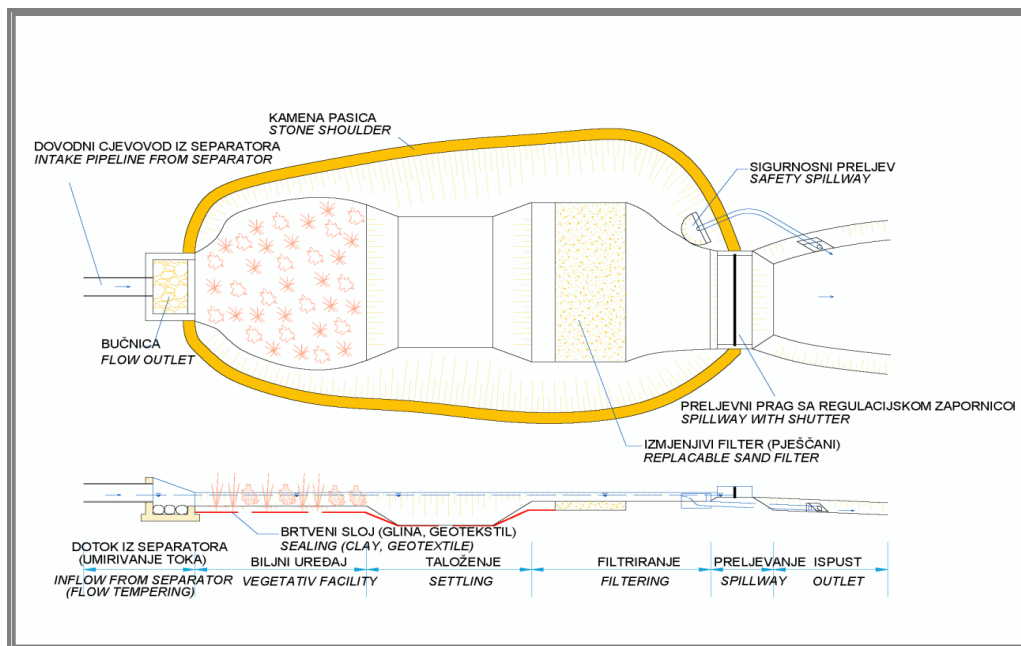 KAMENA PASICA
STONE SHOULDER
DOVODNI CJEVOVOD IZ SEPARATORA
INTAKE PIPELINE FROM SEPARATOR
SIGURNOSNI PRELJEV
SAFETY SPILLWAY
BUČNICA
FLOW OUTLET
PRELJEVNI PRAG SA REGULACIJSKOM ZAPORNICOI
SPILLWAY WITH SHUTTER
IZMJENJIVI FILTER (PJEŠČANI)
REPLACABLE SAND FILTER
BRTVENI SLOJ (GLINA, GEOTEKSTIL)
SEALING (CLAY, GEOTEXTILE)
DOTOK IZ SEPARATORA
(UMIRIVANJE TOKA)
INFLOW FROM SEPARATOR
(FLOW TEMPERING)
BILJNI UREĐAJ
VEGETATIV FACILITY
TALOŽENJE
SETTLING
FILTRIRANJE
FILTERING
PRELJEVANJE
SPILLWAY
ISPUST
OUTLET